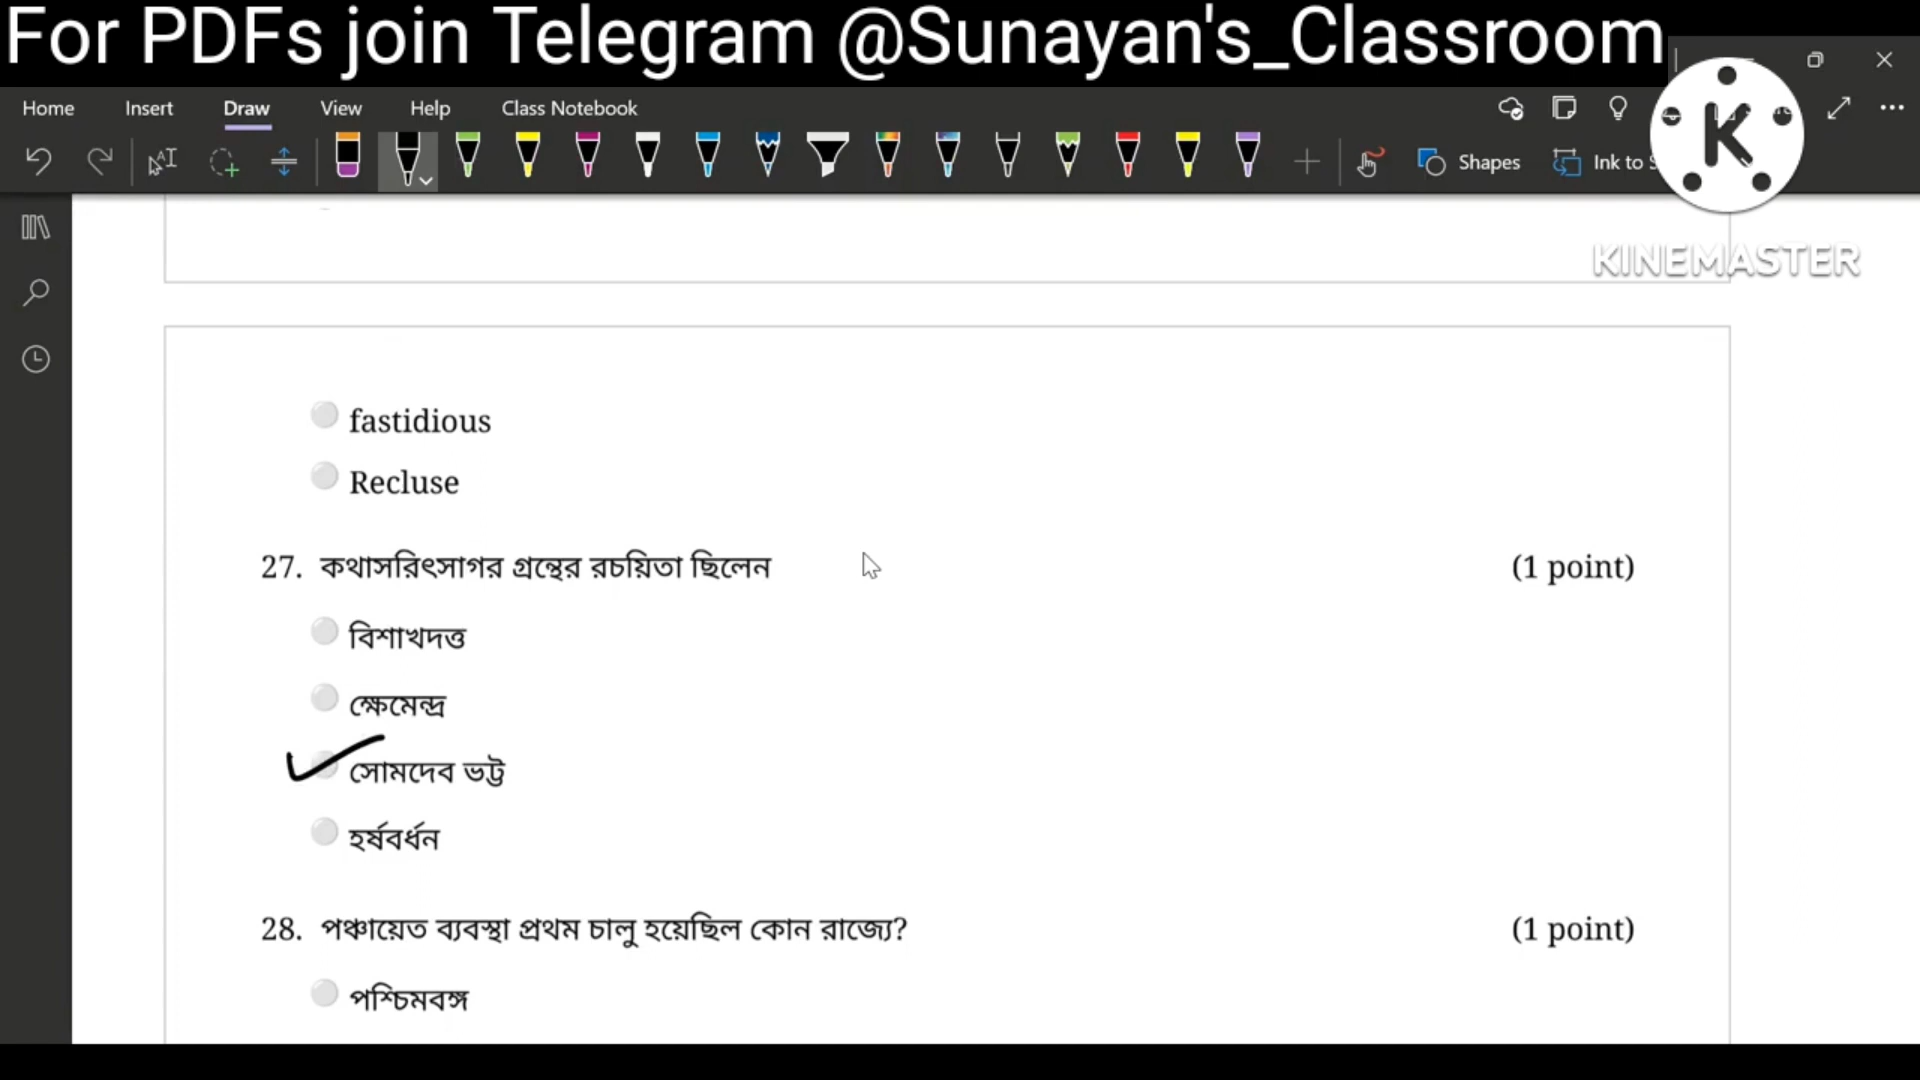 For PDFs join Telegram @Sunayan's_Classroom
Home Insert Draw View Help Class Notebook
Shapes Ink to S
K
KINEMASTER
fastidious
Recluse
27. কথাসরিৎসাগর গ্রন্থের রচয়িতা ছিলেন (1 point)
বিশাখদত্ত
ক্ষেমেন্দ্র
সোমদেব ভট্ট
হর্ষবর্ধন
28. পঞ্চায়েত ব্যবস্থা প্রথম চালু হয়েছিল কোন রাজ্যে? (1 point)
পশ্চিমবঙ্গ